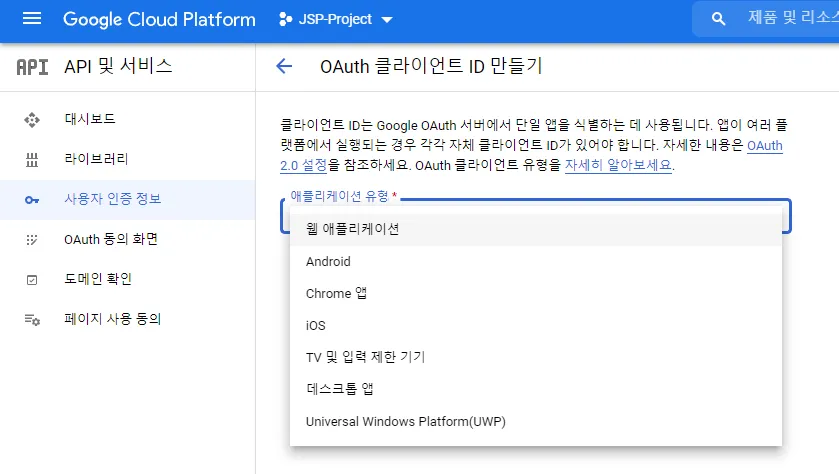 Google Cloud Platform
JSP-Project
제품 및 리소스
API
API 및 서비스
OAuth 클라이언트 ID 만들기
대시보드
라이브러리
사용자 인증 정보
OAuth 동의 화면
도메인 확인
페이지 사용 동의
클라이언트 ID는 Google OAuth 서버에서 단일 앱을 식별하는 데 사용됩니다. 앱이 여러 플
랫폼에서 실행되는 경우 각각 자체 클라이언트 ID가 있어야 합니다. 자세한 내용은 OAuth
2.0 설정을 참조하세요. OAuth 클라이언트 유형을 자세히 알아보세요.
애플리케이션 유형 *
웹 애플리케이션
Android
Chrome 앱
iOS
TV 및 입력 제한 기기
데스크톱 앱
Universal Windows Platform(UWP)